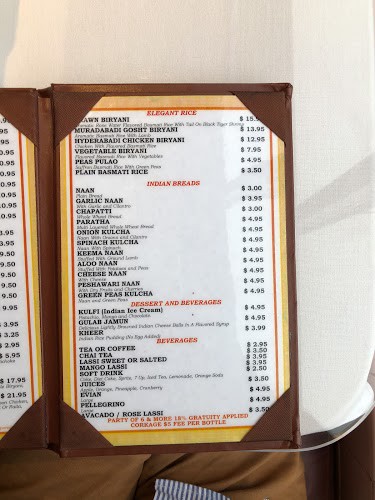 ELEGANT RICE
AWN BIRYANI $ 15.9
Aromatic Rose Water Flavored Basmati Rice With Tail On Black Tiger Shrimp
MURADABADI GOSHT BIRYANI $ 13.95
Aromatic Basmati Rice With Lamb
HYDERABADI CHICKEN BIRYANI $ 12.95
Chicken With Flavored Basmati Rice
VEGETABLE BIRYANI $ 7.95
Flavored Basmati Rice With Vegetables
PEAS PULAO $ 4.95
Saffron Basmati Rice With Green Peas
PLAIN BASMATI RICE $ 3.50
INDIAN BREADS
NAAN $ 3.00
Plain Bread
GARLIC NAAN $ 3.95
With Garlic and Cilantro
CHAPATTI $ 3.00
Whole Wheat Bread
PARATHA $ 4.95
Multi Layered Whole Wheat Bread
ONION KULCHA $ 4.95
Naan With Onions and Cilantro
SPINACH KULCHA $ 4.95
Naan With Spinach
KEEMA NAAN $ 4.95
Stuffed With Ground Lamb
ALOO NAAN $ 4.95
Stuffed With Potatoes and Peas
CHEESE NAAN $ 4.95
With Cheese
PESHAWARI NAAN $ 4.95
With Dry Fruits and Cherries
GREEN PEAS KULCHA $ 4.95
Naan and Green Peas
DESSERT AND BEVERAGES
KULFI (Indian Ice Cream) $ 4.95
Pistachio, Mango and Chocolate
GULAB JAMUN $ 4.95
Delicious Lightly Browned Indian Cheese Balls In A Flavored Syrup
KHEER $ 3.99
Indian Rice Pudding (No Egg Added)
BEVERAGES
TEA OR COFFEE $ 2.95
CHAI TEA $ 3.50
LASSI SWEET OR SALTED $ 3.95
MANGO LASSI $ 3.95
SOFT DRINK $ 2.50
Coke, Diet Coke, Sprite, 7 Up, Iced Tea, Lemonade, Orange Soda
JUICES $ 3.50
Apple, Orange, Pineapple, Cranberry
EVIAN $ 4.95
Large
PELLEGRINO $ 4.95
Large
AVACADO / ROSE LASSI $ 3.50
PARTY OF 6 & MORE 18% GRATUITY APPLIED
CORKAGE $5 FEE PER BOTTLE